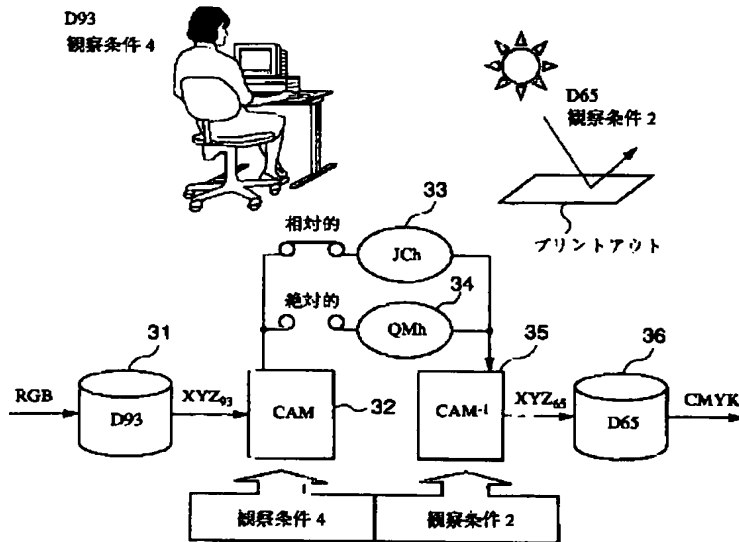 D93
観察条件 4
D65
観察条件 2
プリントアウト
33
相対的
JCh
34
絶対的
QMh
31
35
36
RGB
D93
XYZ93
CAM
32
CAM-1
XYZ65
D65
CMYK
観察条件 4
観察条件 2